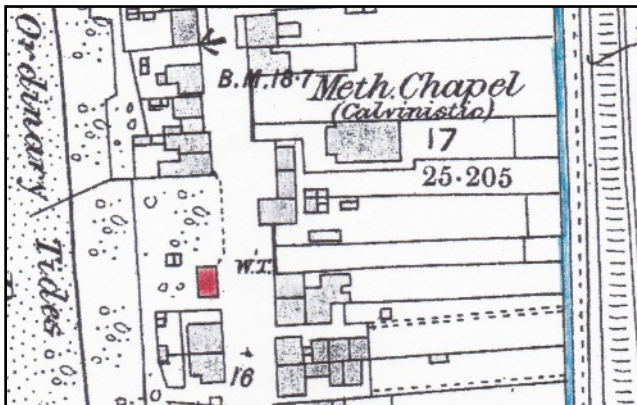 B.M. 18·7
Meth. Chapel
(Calvinistic)
17
25·205
Ordinary Tides
W.T.
16